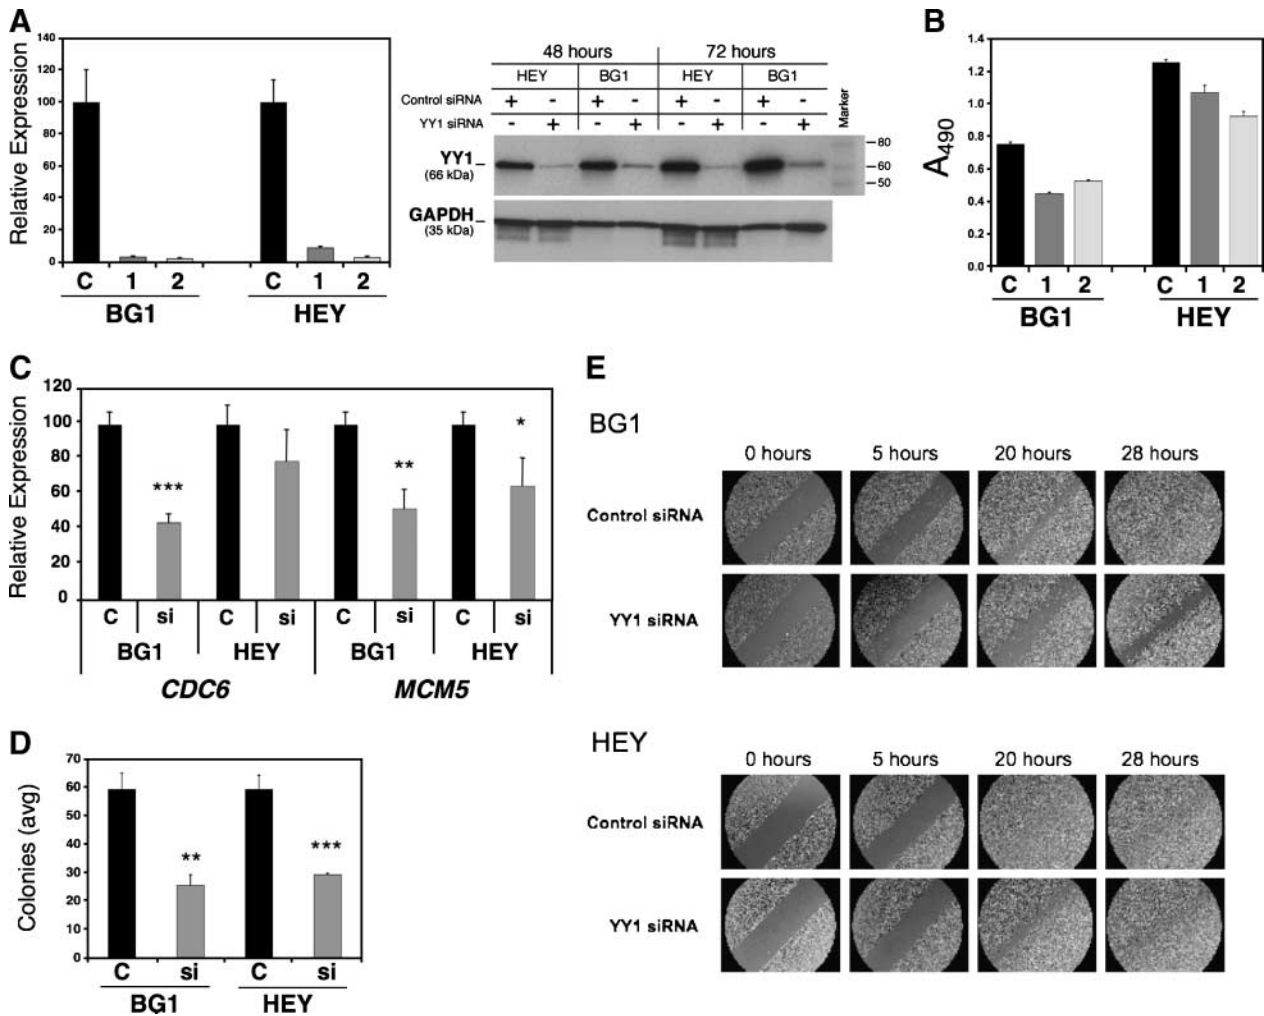 A
Relative Expression
140
120
100
80
60
40
20
0
C 1 2 C 1 2
BG1 HEY
48 hours 72 hours
HEY BG1 HEY BG1
Control siRNA + - + - + - + -
YY1 siRNA - + - + - + - +
Marker
YY1
(66 kDa)
80
60
50
GAPDH
(35 kDa)
B
A490
1.4
1.2
1.0
0.8
0.6
0.4
0.2
0.0
C 1 2 C 1 2
BG1 HEY
C
Relative Expression
120
100
80
60
40
20
0
*** ** *
C si C si C si C si
BG1 HEY BG1 HEY
CDC6 MCM5
D
Colonies (avg)
70
60
50
40
30
20
10
0
** ***
C si C si
BG1 HEY
E
BG1
0 hours 5 hours 20 hours 28 hours
Control siRNA
YY1 siRNA
HEY
0 hours 5 hours 20 hours 28 hours
Control siRNA
YY1 siRNA